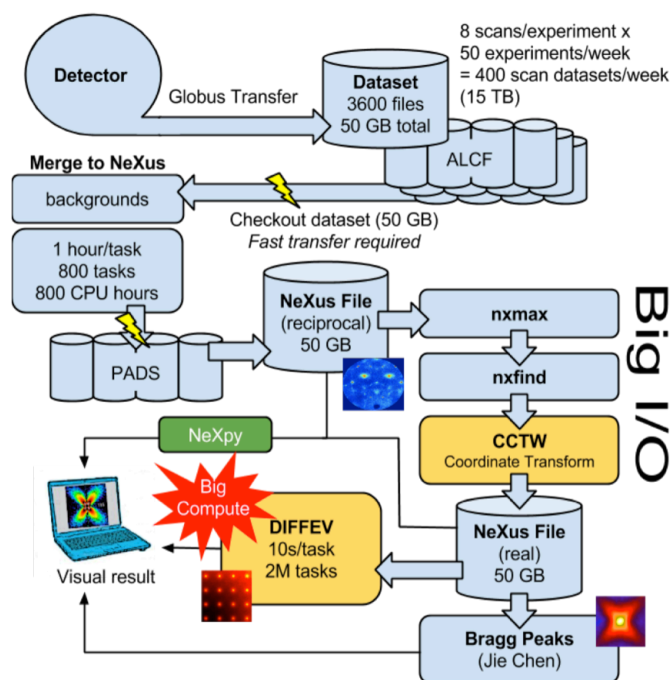 Detector
Globus Transfer
Dataset
3600 files
50 GB total
8 scans/experiment x
50 experiments/week
= 400 scan datasets/week
(15 TB)
ALCF
Merge to NeXus
backgrounds
Checkout dataset (50 GB)
Fast transfer required
1 hour/task
800 tasks
800 CPU hours
PADS
NeXus File
(reciprocal)
50 GB
nxmax
nxfind
CCTW
Coordinate Transform
Big I/O
NeXpy
Big
Compute
DIFFEV
10s/task
2M tasks
NeXus File
(real)
50 GB
Visual result
Bragg Peaks
(Jie Chen)